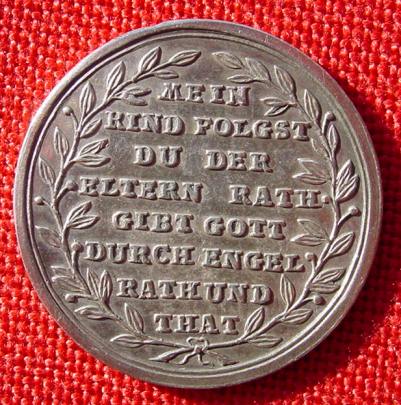 MEIN
KIND FOLGST
DU DER
ELTERN RATH.
GIBT GOTT
DURCH ENGEL
RATH UND
THAT